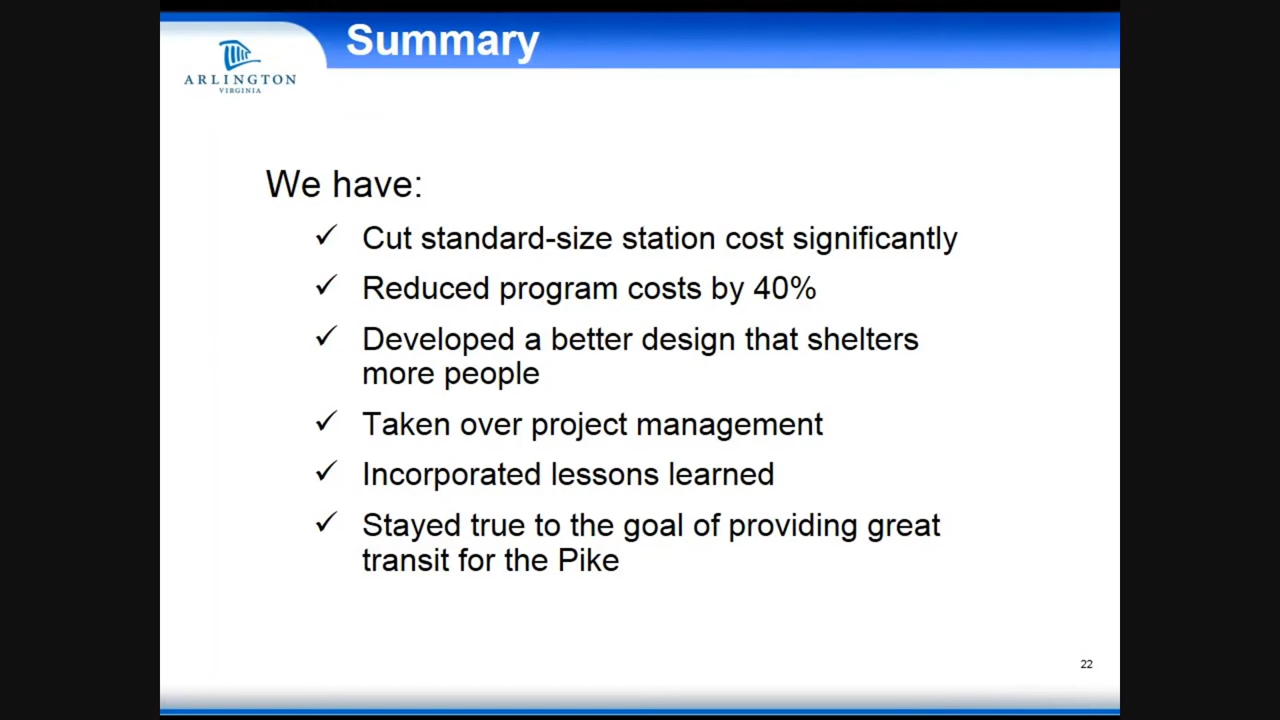 Summary
ARLINGTON
VIRGINIA
We have:
✓ Cut standard-size station cost significantly
✓ Reduced program costs by 40%
✓ Developed a better design that shelters
more people
✓ Taken over project management
✓ Incorporated lessons learned
✓ Stayed true to the goal of providing great
transit for the Pike
22